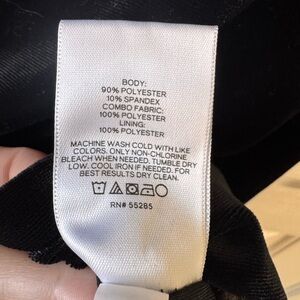 BODY:
90% POLYESTER
10% SPANDEX
COMBO FABRIC:
100% POLYESTER
LINING:
100% POLYESTER
MACHINE WASH COLD WITH LIKE
COLORS. ONLY NON-CHLORINE
BLEACH WHEN NEEDED. TUMBLE DRY
LOW. COOL IRON IF NEEDED. FOR
BEST RESULTS DRY CLEAN.
RN# 55285